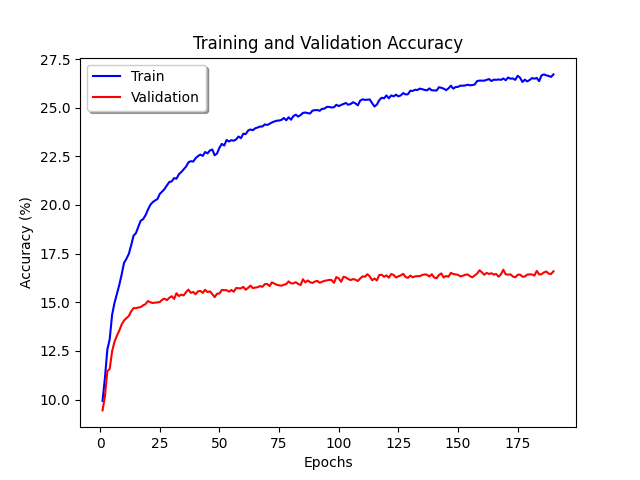 Training and Validation Accuracy
Train
Validation
Accuracy (%)
27.5
25.0
22.5
20.0
17.5
15.0
12.5
10.0
0 25 50 75 100 125 150 175
Epochs